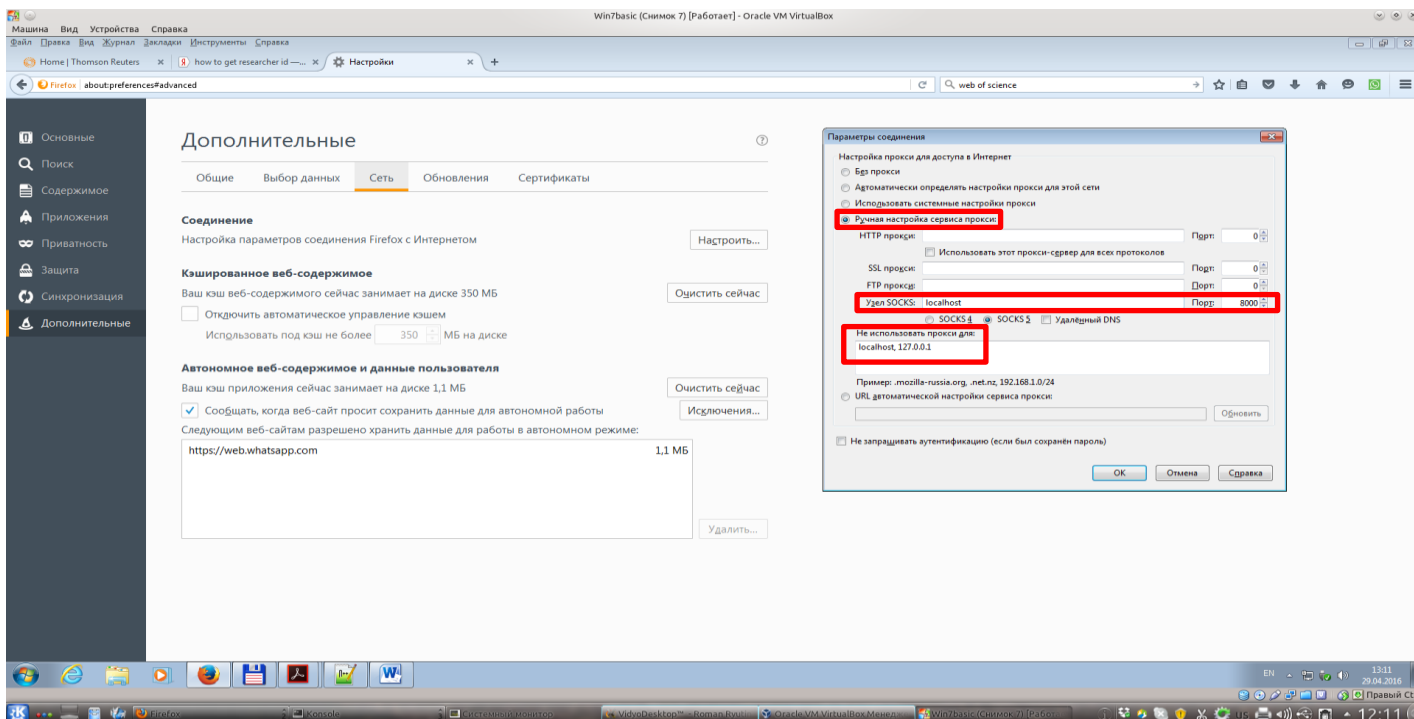 Win7basic (Снимок 7) [Работает] - Oracle VM VirtualBox
Машина Вид Устройства Справка
Файл Правка Вид Журнал Закладки Инструменты Справка
Home | Thomson Reuters
how to get researcher id —...
Настройки
Firefox about:preferences#advanced
web of science
Основные
Поиск
Содержимое
Приложения
Приватность
Защита
Синхронизация
Дополнительные
Дополнительные
Общие Выбор данных Сеть Обновления Сертификаты
Соединение
Настройка параметров соединения Firefox с Интернетом
Настроить...
Кэшированное веб-содержимое
Ваш кэш веб-содержимого сейчас занимает на диске 350 МБ
Очистить сейчас
Отключить автоматическое управление кэшем
Использовать под кэш не более 350 МБ на диске
Автономное веб-содержимое и данные пользователя
Ваш кэш приложения сейчас занимает на диске 1,1 МБ
Очистить сейчас
Сообщать, когда веб-сайт просит сохранить данные для автономной работы
Исключения...
Следующим веб-сайтам разрешено хранить данные для работы в автономном режиме:
https://web.whatsapp.com 1,1 МБ
Удалить...
Параметры соединения
Настройка прокси для доступа в Интернет
Без прокси
Автоматически определять настройки прокси для этой сети
Использовать системные настройки прокси
Ручная настройка сервиса прокси:
HTTP прокси: Порт: 0
Использовать этот прокси-сервер для всех протоколов
SSL прокси: Порт: 0
FTP прокси: Порт: 0
Узел SOCKS: localhost Порт: 8000
SOCKS 4 SOCKS 5 Удалённый DNS
Не использовать прокси для:
localhost, 127.0.0.1
Пример: .mozilla-russia.org, .net.nz, 192.168.1.0/24
URL автоматической настройки сервиса прокси:
Обновить
Не запрашивать аутентификацию (если был сохранён пароль)
OK Отмена Справка
EN
13:11
29.04.2016
Правый Ct
Firefox
Konsole
Системный монитор
VidyoDesktop™ - Roman
Oracle VM VirtualBox Менед
Win7basic (Снимок 7) [Рабо
us
12:11